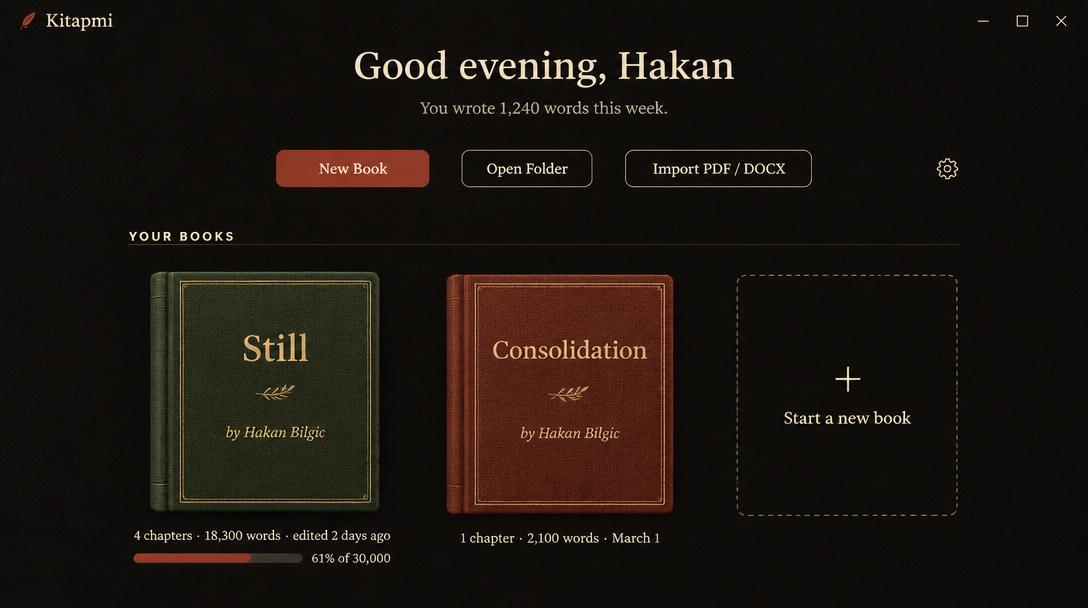 Kitapmi
Good evening, Hakan
You wrote 1,240 words this week.
New Book
Open Folder
Import PDF / DOCX
YOUR BOOKS
Still
by Hakan Bilgic
4 chapters · 18,300 words · edited 2 days ago
61% of 30,000
Consolidation
by Hakan Bilgic
1 chapter · 2,100 words · March 1
Start a new book